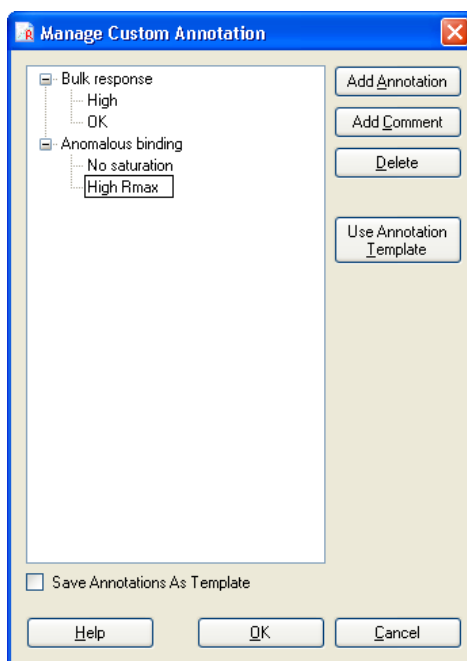 Manage Custom Annotation
Bulk response
High
OK
Anomalous binding
No saturation
High Rmax
Add Annotation
Add Comment
Delete
Use Annotation
Template
Save Annotations As Template
Help
OK
Cancel